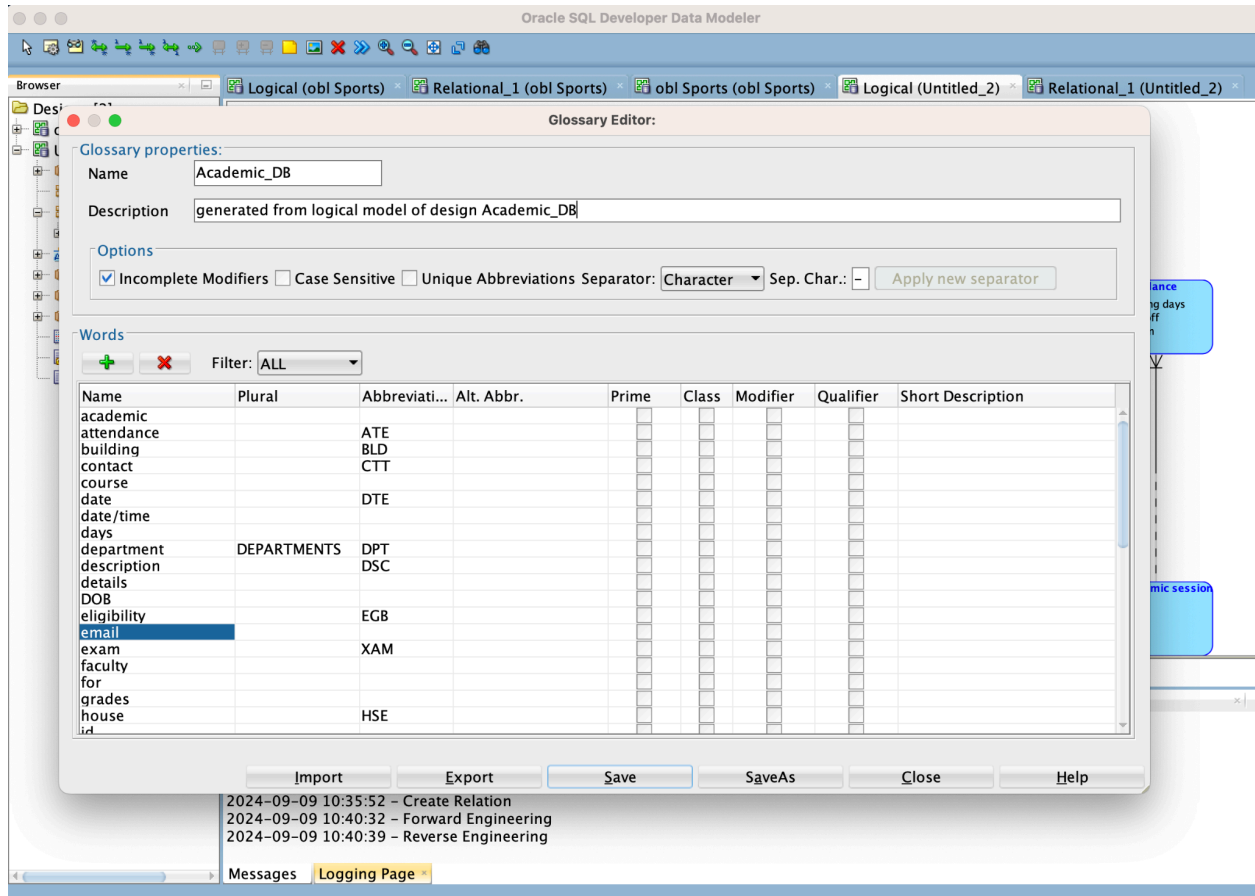 Oracle SQL Developer Data Modeler
Browser
Logical (obl Sports) Relational_1 (obl Sports) obl Sports (obl Sports) Logical (Untitled_2) Relational_1 (Untitled_2)
Glossary Editor:
Glossary properties:
Name Academic_DB
Description generated from logical model of design Academic_DB
Options
Incomplete Modifiers Case Sensitive Unique Abbreviations Separator: Character Sep. Char.: – Apply new separator
Words
Filter: ALL
Name Plural Abbreviati... Alt. Abbr. Prime Class Modifier Qualifier Short Description
academic
attendance ATE
building BLD
contact CTT
course
date DTE
date/time
days
department DEPARTMENTS DPT
description DSC
details
DOB
eligibility EGB
email
exam XAM
faculty
for
grades
house HSE
id
Import Export Save SaveAs Close Help
mic session
2024-09-09 10:35:52 – Create Relation
2024-09-09 10:40:32 – Forward Engineering
2024-09-09 10:40:39 – Reverse Engineering
Messages Logging Page